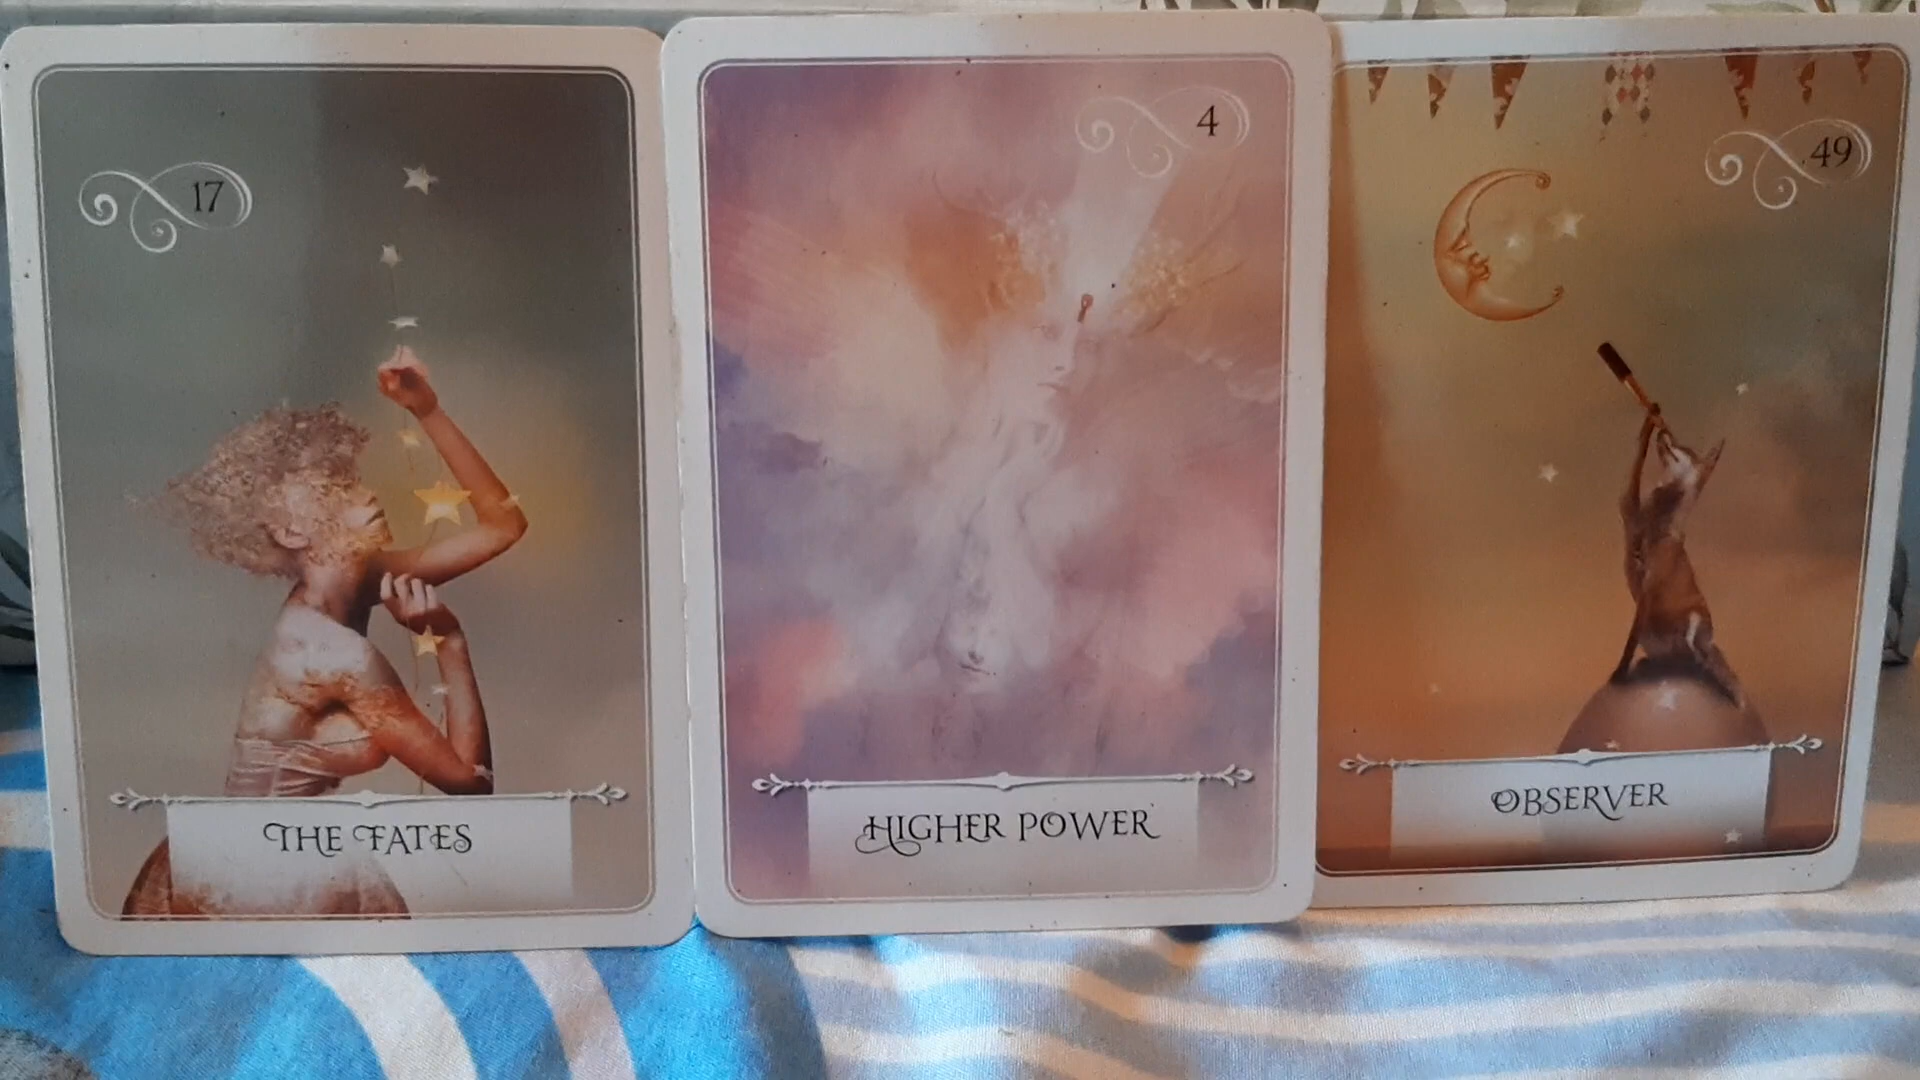 17
THE FATES
4
HIGHER POWER
49
OBSERVER